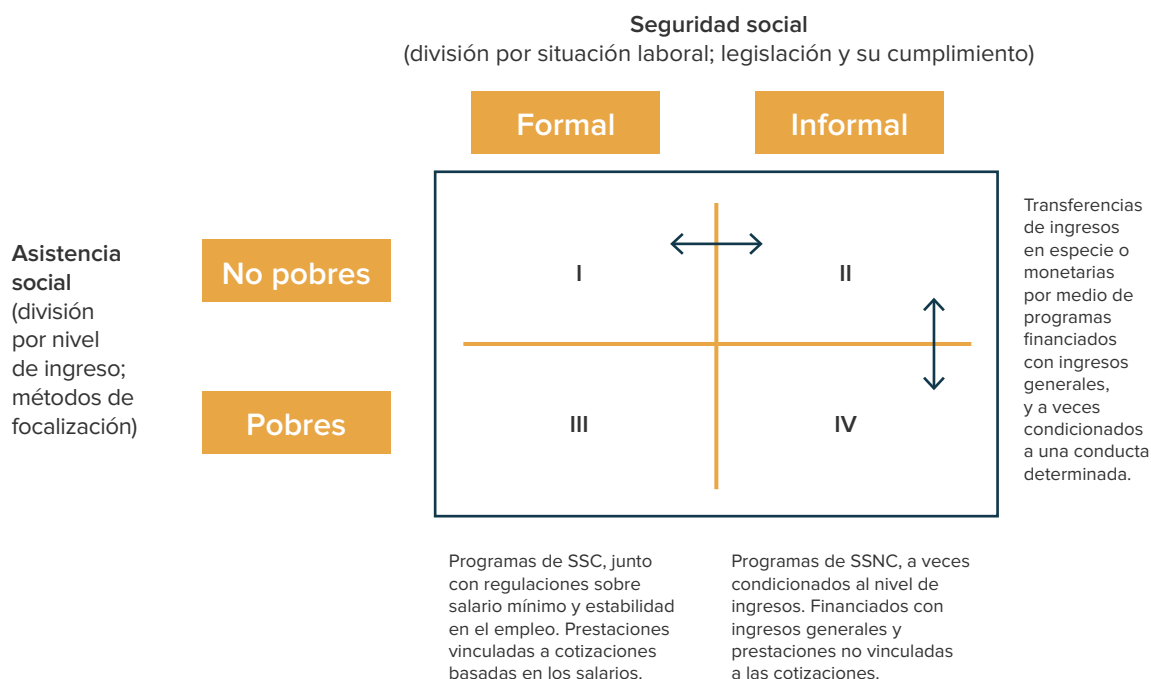 Seguridad social
(división por situación laboral; legislación y su cumplimiento)
Formal
Informal
Asistencia
social
(división
por nivel
de ingreso;
métodos de
focalización)
No pobres
Pobres
I
II
III
IV
Transferencias
de ingresos
en especie o
monetarias
por medio de
programas
financiados
con ingresos
generales,
y a veces
condicionados
a una conducta
determinada.
Programas de SSC, junto
con regulaciones sobre
salario mínimo y estabilidad
en el empleo. Prestaciones
vinculadas a cotizaciones
basadas en los salarios.
Programas de SSNC, a veces
condicionados al nivel de
ingresos. Financiados con
ingresos generales y
prestaciones no vinculadas
a las cotizaciones.